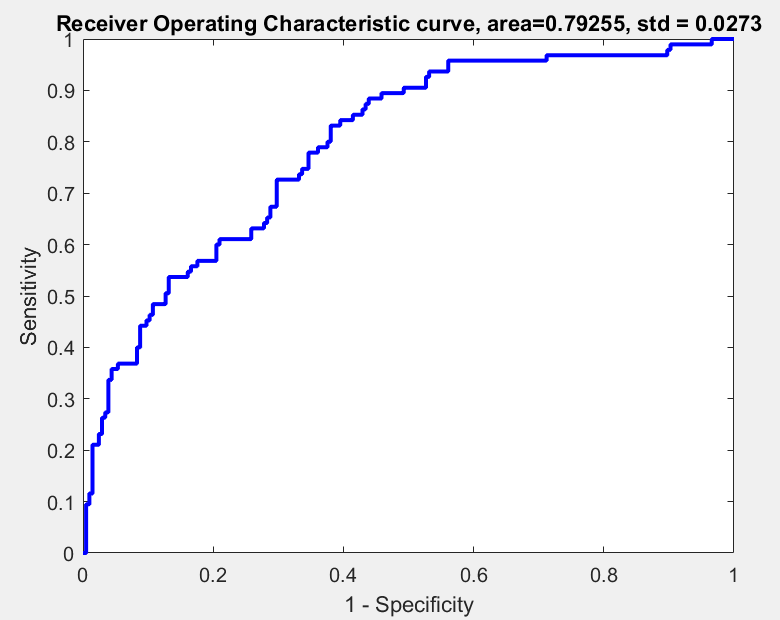 Receiver Operating Characteristic curve, area=0.79255, std = 0.0273
1
0.9
0.8
0.7
0.6
0.5
0.4
0.3
0.2
0.1
0
Sensitivity
0 0.2 0.4 0.6 0.8 1
1 - Specificity